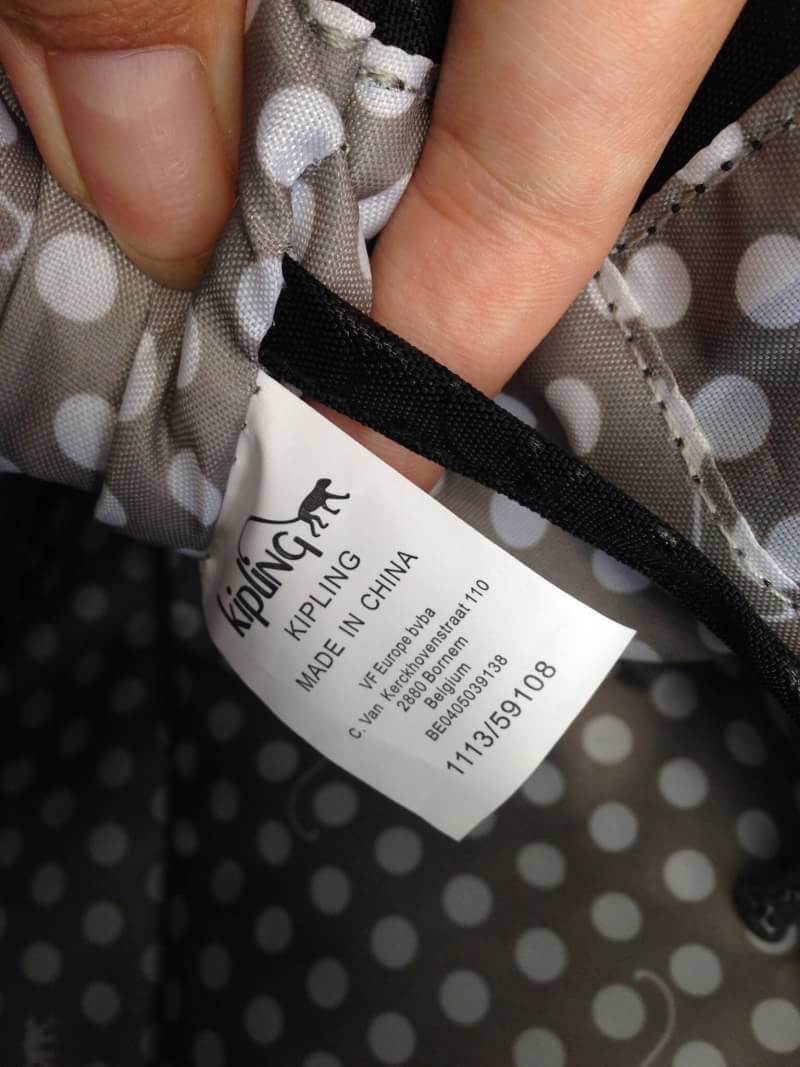 kipling
KIPLING
MADE IN CHINA
VF Europe bvba
C. Van Kerckhovenstraat 110
2880 Bornem
Belgium
BE0405039138
1113/59108